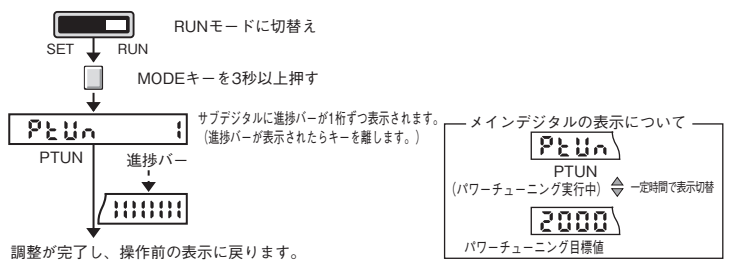 RUNモードに切替え
SET RUN
MODEキーを3秒以上押す
PtUn 1
サブデジタルに進捗バーが1桁ずつ表示されます。
(進捗バーが表示されたらキーを離します。)
PTUN
進捗バー
調整が完了し、操作前の表示に戻ります。
メインデジタルの表示について
PtUn
PTUN
(パワーチューニング実行中) 一定時間で表示切替
2000
パワーチューニング目標値